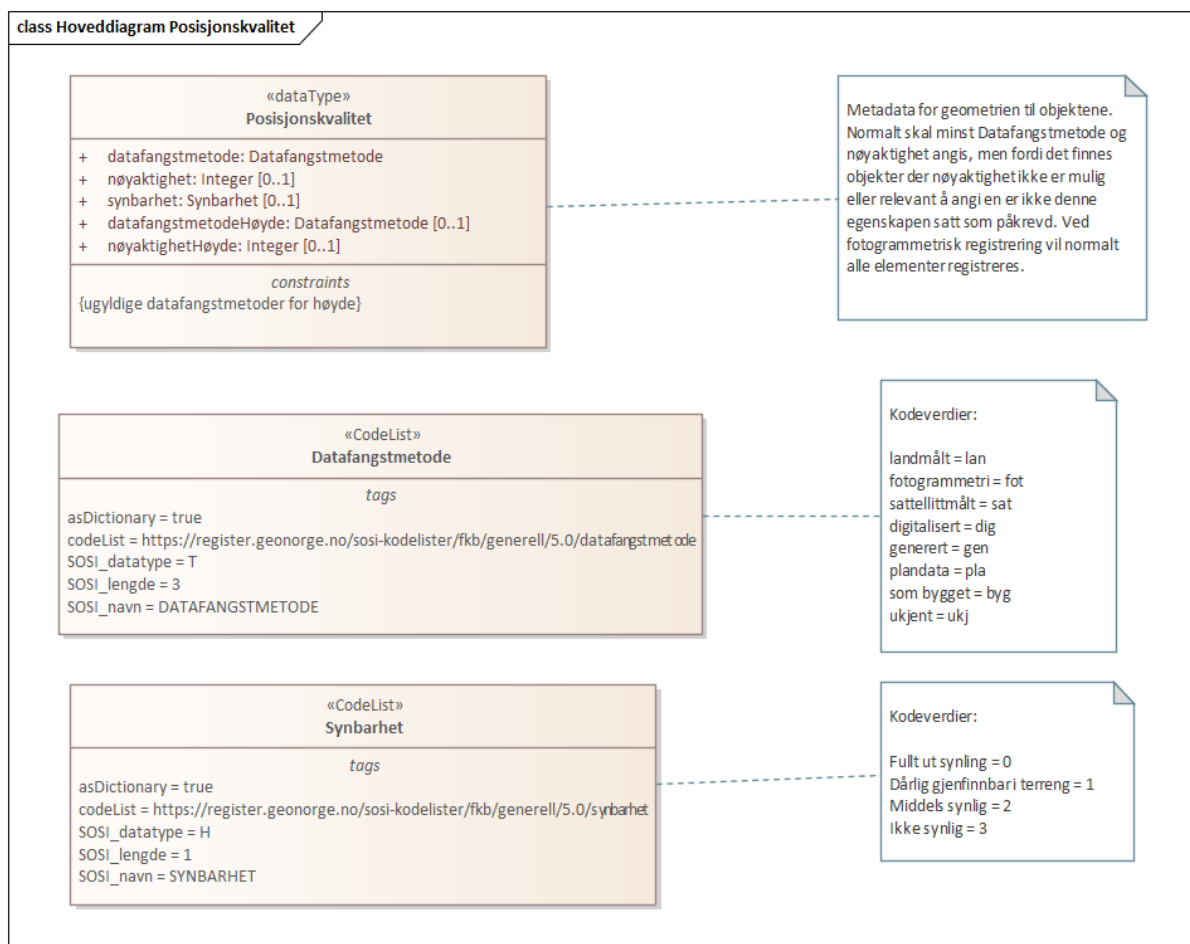 class Hoveddiagram Posisjonskvalitet
«dataType»
Posisjonskvalitet
+ datafangstmetode: Datafangstmetode
+ nøyaktighet: Integer [0..1]
+ synbarhet: Synbarhet [0..1]
+ datafangstmetodeHøyde: Datafangstmetode [0..1]
+ nøyaktighetHøyde: Integer [0..1]
constraints
{ugyldige datafangstmetoder for høyde}
Metadata for geometrien til objektene.
Normalt skal minst Datafangstmetode og
nøyaktighet angis, men fordi det finnes
objekter der nøyaktighet ikke er mulig
eller relevant å angi en er ikke denne
egenskapen satt som påkrevd. Ved
fotogrammetrisk registrering vil normalt
alle elementer registreres.
«CodeList»
Datafangstmetode
tags
asDictionary = true
codeList = https://register.geonorge.no/sosi-kodelister/fkb/generell/5.0/datafangstmetode
SOSI_datatype = T
SOSI_lengde = 3
SOSI_navn = DATAFANGSTMETODE
Kodeverdier:
landmålt = lan
fotogrammetri = fot
sattellittmålt = sat
digitalisert = dig
generert = gen
plandata = pla
som bygget = byg
ukjent = ukj
«CodeList»
Synbarhet
tags
asDictionary = true
codeList = https://register.geonorge.no/sosi-kodelister/fkb/generell/5.0/synbarhet
SOSI_datatype = H
SOSI_lengde = 1
SOSI_navn = SYNBARHET
Kodeverdier:
Fullt ut synling = 0
Dårlig gjenfinnbar i terreng = 1
Middels synlig = 2
Ikke synlig = 3